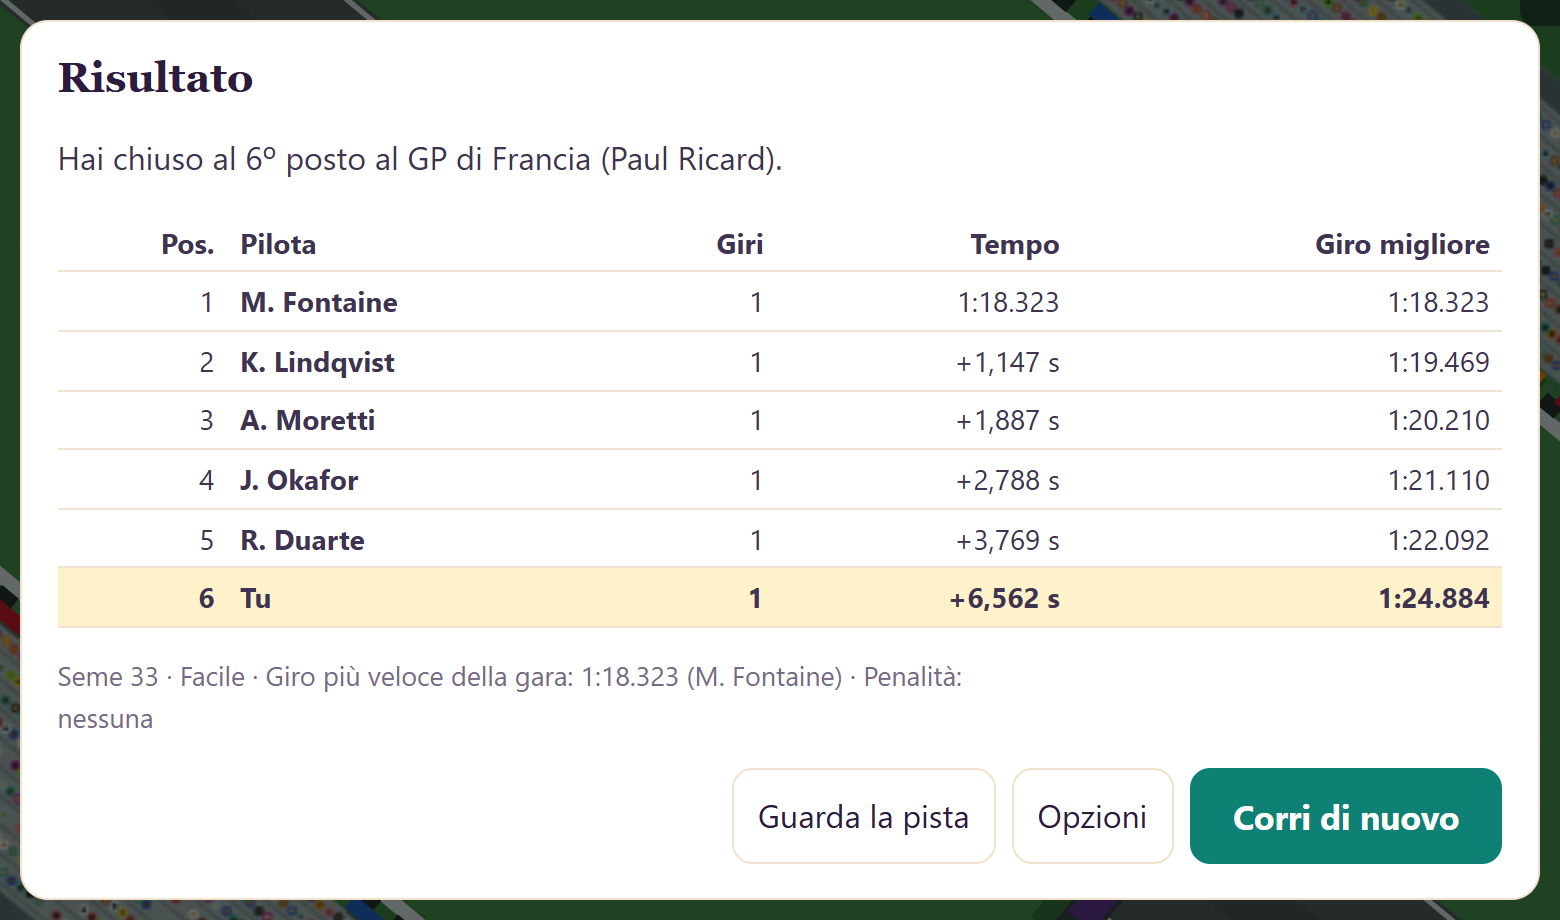 Risultato
Hai chiuso al 6º posto al GP di Francia (Paul Ricard).
Pos. Pilota Giri Tempo Giro migliore
1 M. Fontaine 1 1:18.323 1:18.323
2 K. Lindqvist 1 +1,147 s 1:19.469
3 A. Moretti 1 +1,887 s 1:20.210
4 J. Okafor 1 +2,788 s 1:21.110
5 R. Duarte 1 +3,769 s 1:22.092
6 Tu 1 +6,562 s 1:24.884
Seme 33 · Facile · Giro più veloce della gara: 1:18.323 (M. Fontaine) · Penalità:
nessuna
Guarda la pista Opzioni Corri di nuovo